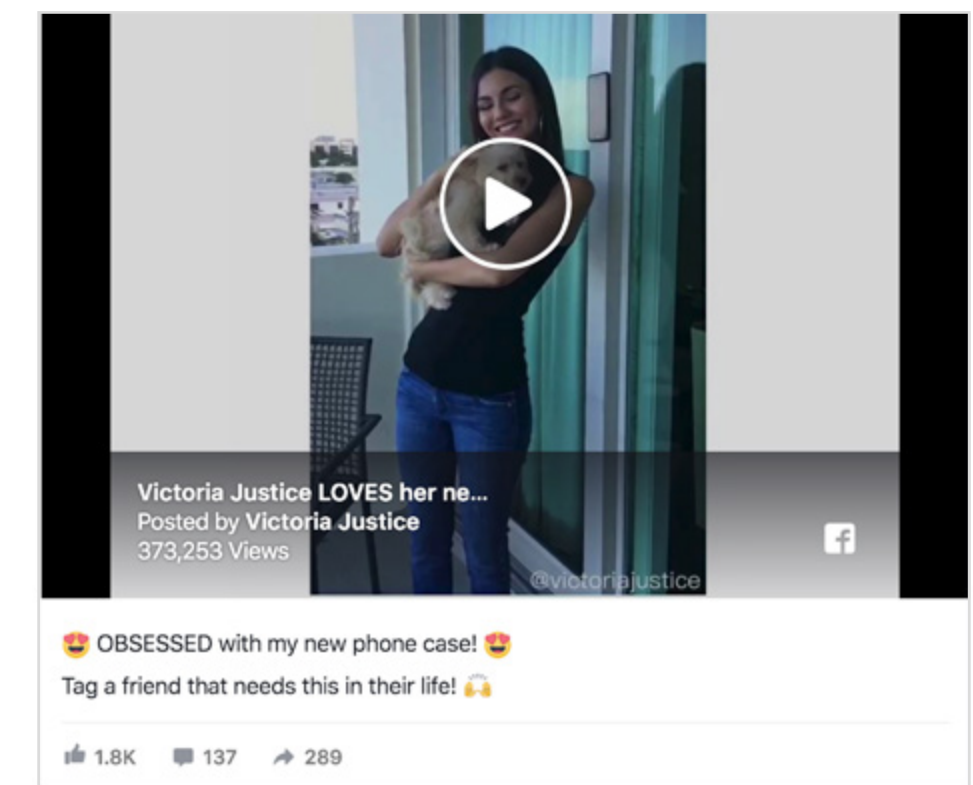 Victoria Justice LOVES her ne...
Posted by Victoria Justice
373,253 Views
@victoriajustice
😍 OBSESSED with my new phone case! 😍
Tag a friend that needs this in their life! 🙌
1.8K 137 289